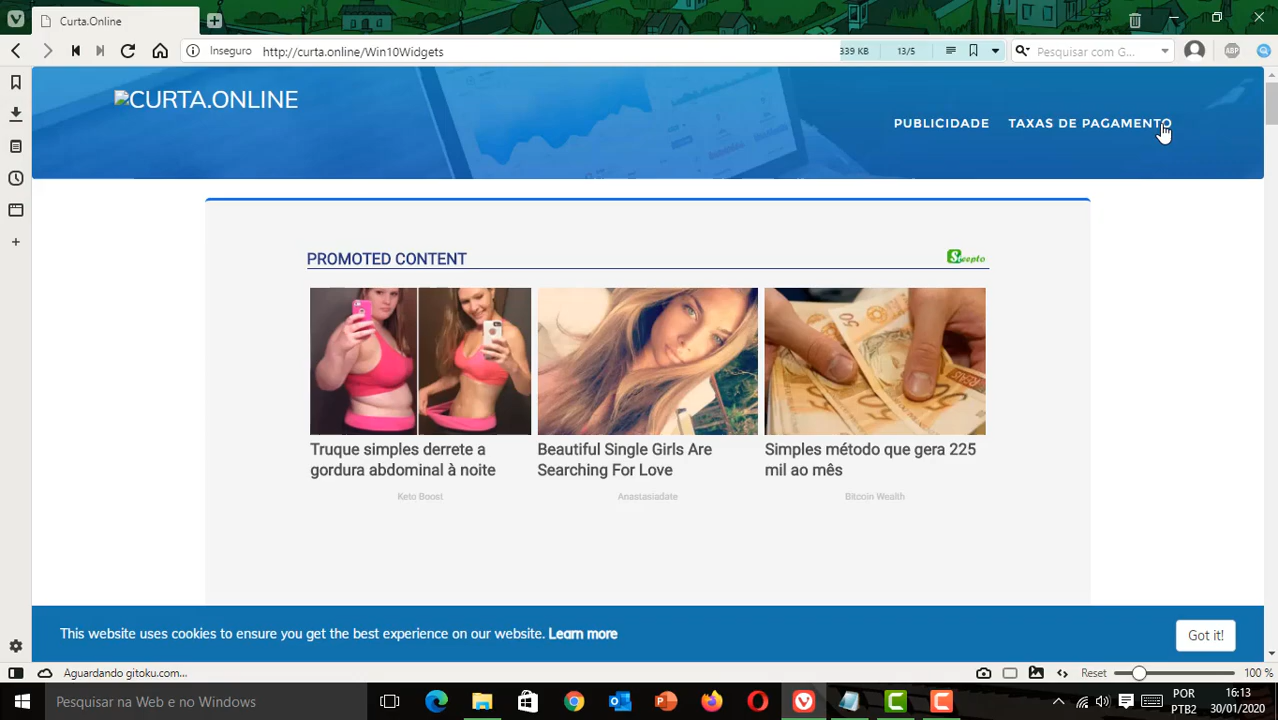 Curta.Online
Inseguro http://curta.online/Win10Widgets 339 KB 13/5 Pesquisar com G... ABP
CURTA.ONLINE
PUBLICIDADE TAXAS DE PAGAMENTO
PROMOTED CONTENT
Truque simples derrete a gordura abdominal à noite
Keto Boost
Beautiful Single Girls Are Searching For Love
Anastasiadate
Simples método que gera 225 mil ao mês
Bitcoin Wealth
This website uses cookies to ensure you get the best experience on our website. Learn more Got it!
Aguardando gitoku.com... Reset 100 %
Pesquisar na Web e no Windows
POR
PTB2
16:13
30/01/2020